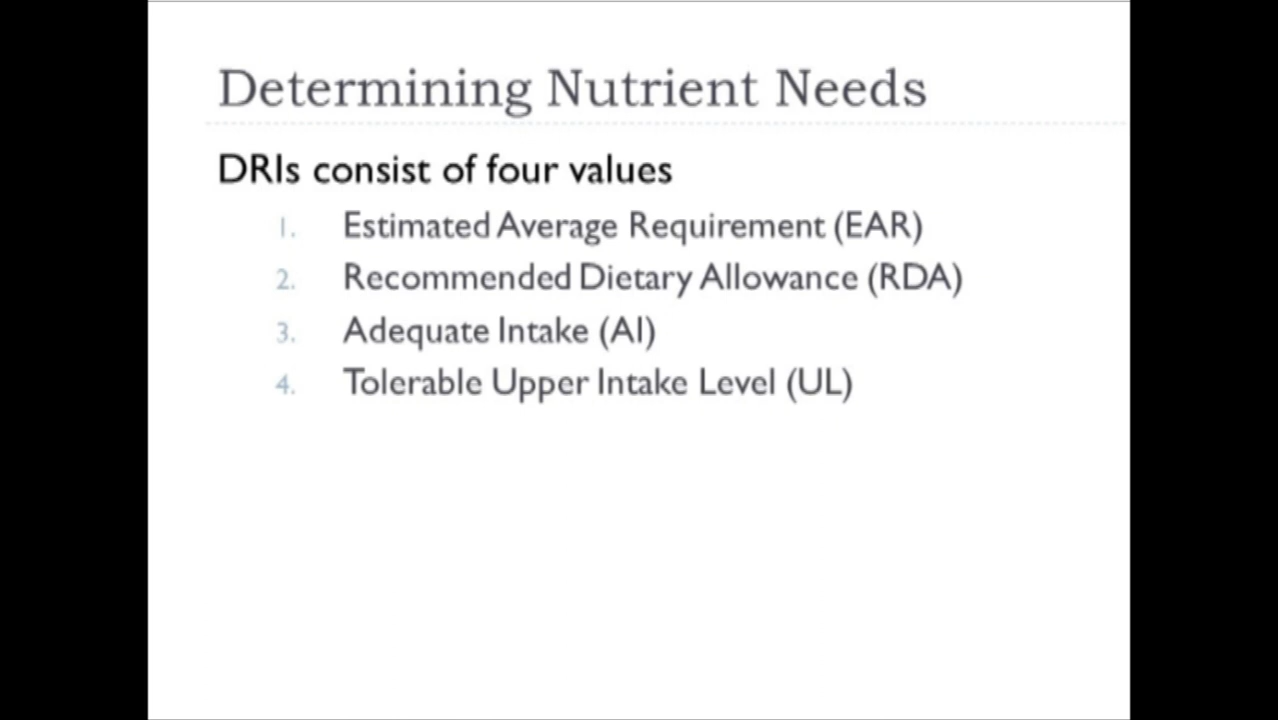 Determining Nutrient Needs
DRIs consist of four values
1. Estimated Average Requirement (EAR)
2. Recommended Dietary Allowance (RDA)
3. Adequate Intake (AI)
4. Tolerable Upper Intake Level (UL)